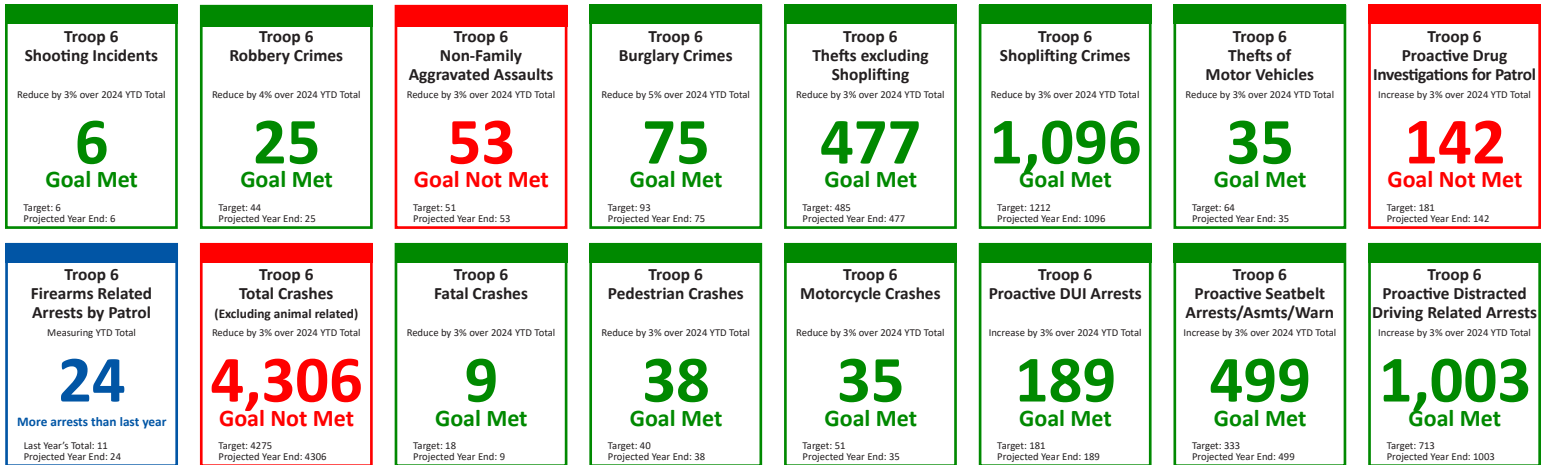 Troop 6
Shooting Incidents
Reduce by 3% over 2024 YTD Total
6
Goal Met
Target: 6
Projected Year End: 6
Troop 6
Robbery Crimes
Reduce by 4% over 2024 YTD Total
25
Goal Met
Target: 44
Projected Year End: 25
Troop 6
Non-Family
Aggravated Assaults
Reduce by 3% over 2024 YTD Total
53
Goal Not Met
Target: 51
Projected Year End: 53
Troop 6
Burglary Crimes
Reduce by 5% over 2024 YTD Total
75
Goal Met
Target: 93
Projected Year End: 75
Troop 6
Thefts excluding
Shoplifting
Reduce by 3% over 2024 YTD Total
477
Goal Met
Target: 485
Projected Year End: 477
Troop 6
Shoplifting Crimes
Reduce by 3% over 2024 YTD Total
1,096
Goal Met
Target: 1212
Projected Year End: 1096
Troop 6
Thefts of
Motor Vehicles
Reduce by 3% over 2024 YTD Total
35
Goal Met
Target: 64
Projected Year End: 35
Troop 6
Proactive Drug
Investigations for Patrol
Increase by 3% over 2024 YTD Total
142
Goal Not Met
Target: 181
Projected Year End: 142
Troop 6
Firearms Related
Arrests by Patrol
Measuring YTD Total
24
More arrests than last year
Last Year's Total: 11
Projected Year End: 24
Troop 6
Total Crashes
(Excluding animal related)
Reduce by 3% over 2024 YTD Total
4,306
Goal Not Met
Target: 4275
Projected Year End: 4306
Troop 6
Fatal Crashes
Reduce by 3% over 2024 YTD Total
9
Goal Met
Target: 18
Projected Year End: 9
Troop 6
Pedestrian Crashes
Reduce by 3% over 2024 YTD Total
38
Goal Met
Target: 40
Projected Year End: 38
Troop 6
Motorcycle Crashes
Reduce by 3% over 2024 YTD Total
35
Goal Met
Target: 51
Projected Year End: 35
Troop 6
Proactive DUI Arrests
Increase by 3% over 2024 YTD Total
189
Goal Met
Target: 181
Projected Year End: 189
Troop 6
Proactive Seatbelt
Arrests/Asmts/Warn
Increase by 3% over 2024 YTD Total
499
Goal Met
Target: 333
Projected Year End: 499
Troop 6
Proactive Distracted
Driving Related Arrests
Increase by 3% over 2024 YTD Total
1,003
Goal Met
Target: 713
Projected Year End: 1003